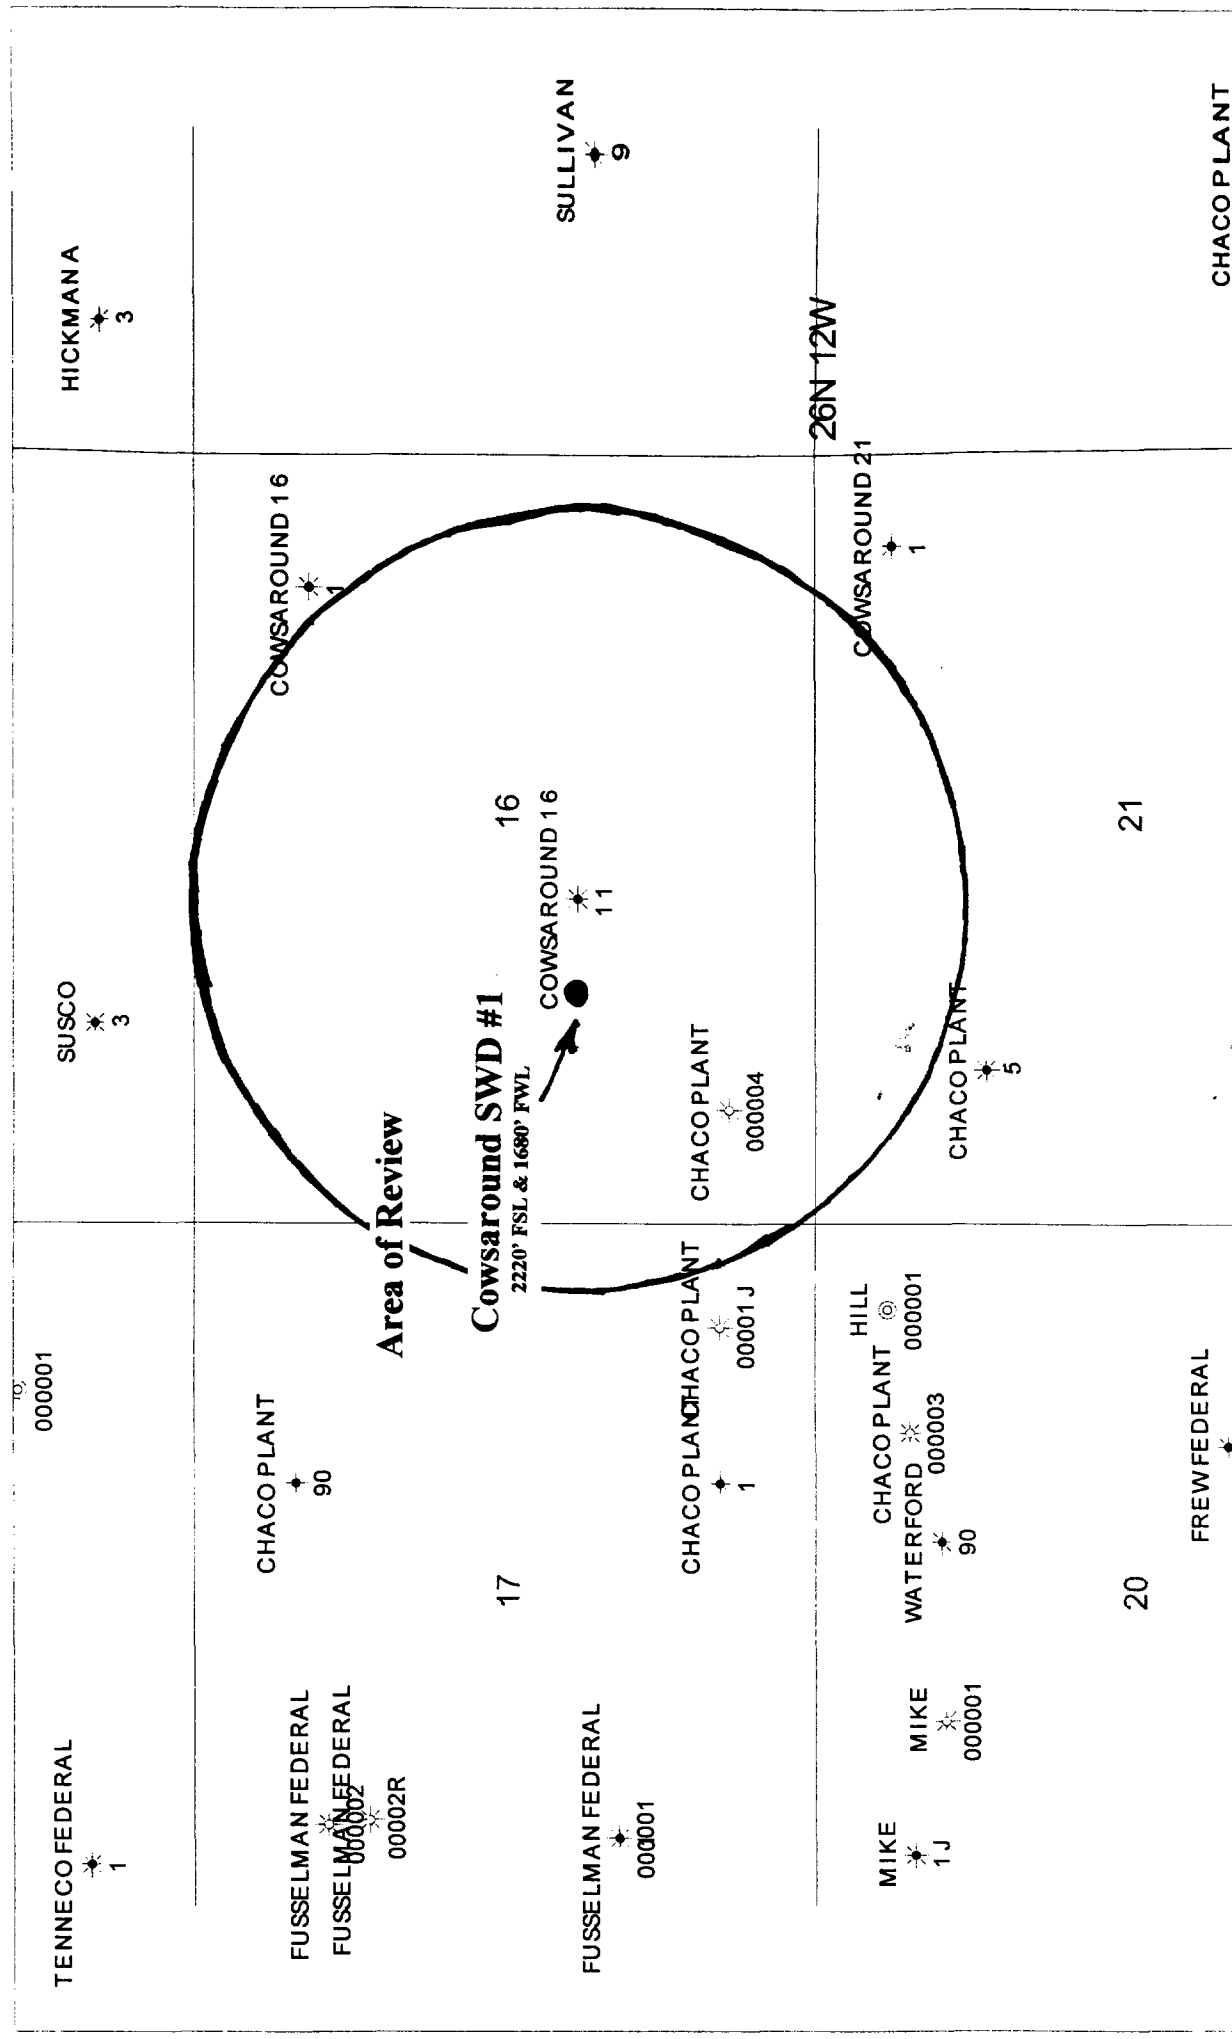 TENNECO FEDERAL
1
000001
SUSCO
3
HICKMAN A
3
FUSSELMAN FEDERAL
000002
FUSSELMAN FEDERAL
00002R
CHACO PLANT
90
Area of Review
COWSAROUND 16
1
17
16
Cowsaround SWD #1
2220' FSL & 1680' FWL
COWSAROUND 16
11
SULLIVAN
9
FUSSELMAN FEDERAL
000001
CHACO PLANT
1
CHACO PLANT
00001J
CHACO PLANT
000004
26N 12W
MIKE
1J
MIKE
000001
WATERFORD
90
CHACO PLANT
000003
HILL
000001
CHACO PLANT
5
COWSAROUND 21
1
20
21
FREW FEDERAL
CHACO PLANT